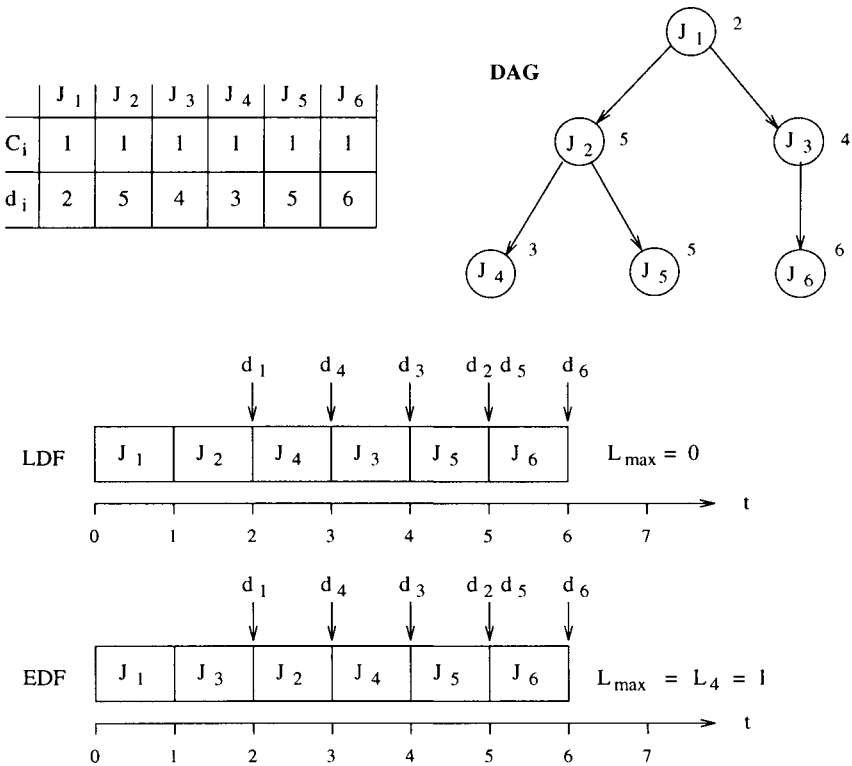 J 1 J 2 J 3 J 4 J 5 J 6
C i 1 1 1 1 1 1
d i 2 5 4 3 5 6
DAG
J 1 2
J 2 5
J 3 4
J 4 3
J 5 5
J 6 6
d 1 d 4 d 3 d 2 d 5 d 6
LDF J 1 J 2 J 4 J 3 J 5 J 6 L max = 0
t
0 1 2 3 4 5 6 7
d 1 d 4 d 3 d 2 d 5 d 6
EDF J 1 J 3 J 2 J 4 J 5 J 6 L max = L 4 = 1
t
0 1 2 3 4 5 6 7